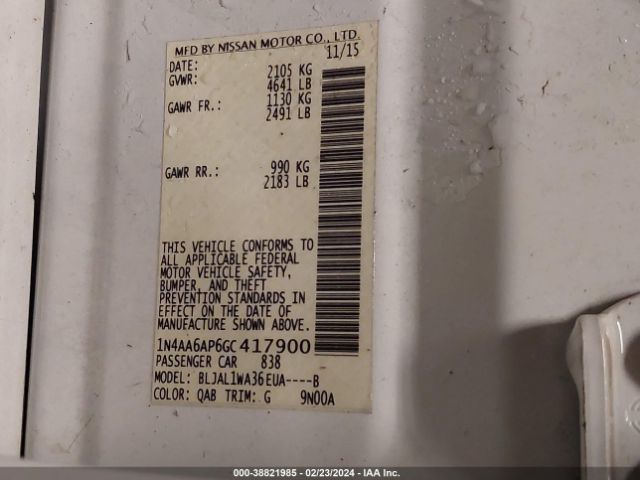 MFD BY NISSAN MOTOR CO., LTD.
DATE: 11/15
GVWR: 2105 KG
4641 LB
GAWR FR.: 1130 KG
2491 LB
GAWR RR.: 990 KG
2183 LB
THIS VEHICLE CONFORMS TO
ALL APPLICABLE FEDERAL
MOTOR VEHICLE SAFETY,
BUMPER, AND THEFT
PREVENTION STANDARDS IN
EFFECT ON THE DATE OF
MANUFACTURE SHOWN ABOVE.
1N4AA6AP6GC417900
PASSENGER CAR 838
MODEL: BLJAL1WA36EUA----B
COLOR: QAB TRIM: G 9N00A
000-38821985 - 02/23/2024 - IAA Inc.